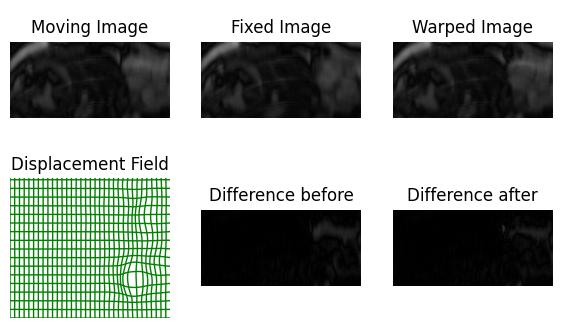 Moving Image
Fixed Image
Warped Image
Displacement Field
Difference before
Difference after